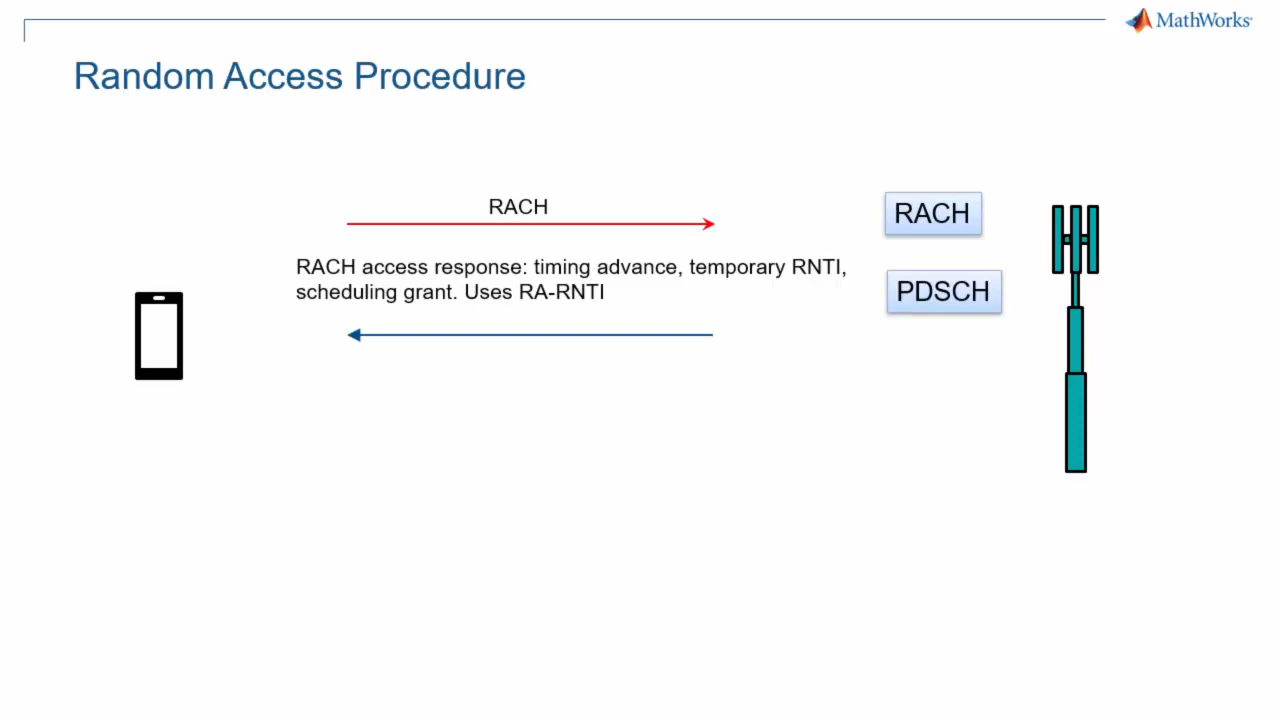 MathWorks
Random Access Procedure
RACH
RACH
RACH access response: timing advance, temporary RNTI,
scheduling grant. Uses RA-RNTI
PDSCH